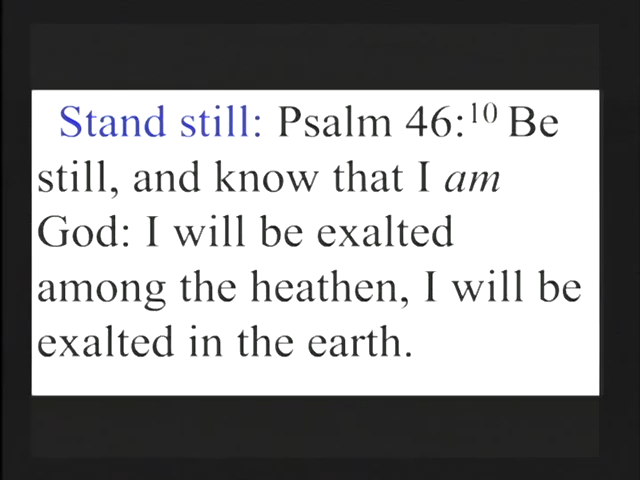 Stand still: Psalm 46:10 Be
still, and know that I am
God: I will be exalted
among the heathen, I will be
exalted in the earth.